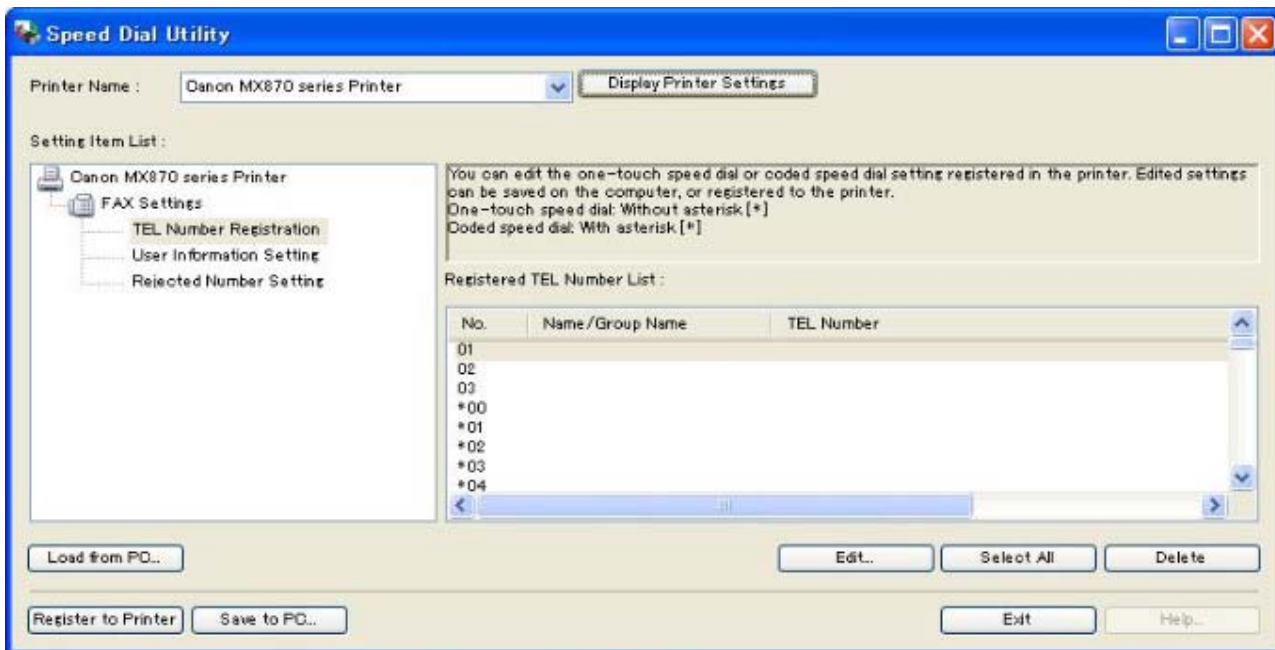 Speed Dial Utility
Printer Name : Canon MX870 series Printer Display Printer Settings
Setting Item List :
Canon MX870 series Printer
FAX Settings
TEL Number Registration
User Information Setting
Rejected Number Setting
You can edit the one-touch speed dial or coded speed dial setting registered in the printer. Edited settings
can be saved on the computer, or registered to the printer.
One-touch speed dial: Without asterisk [*]
Coded speed dial: With asterisk [*]
Registered TEL Number List :
No. Name/Group Name TEL Number
01
02
03
*00
*01
*02
*03
*04
Load from PC... Edit... Select All Delete
Register to Printer Save to PC... Exit Help...